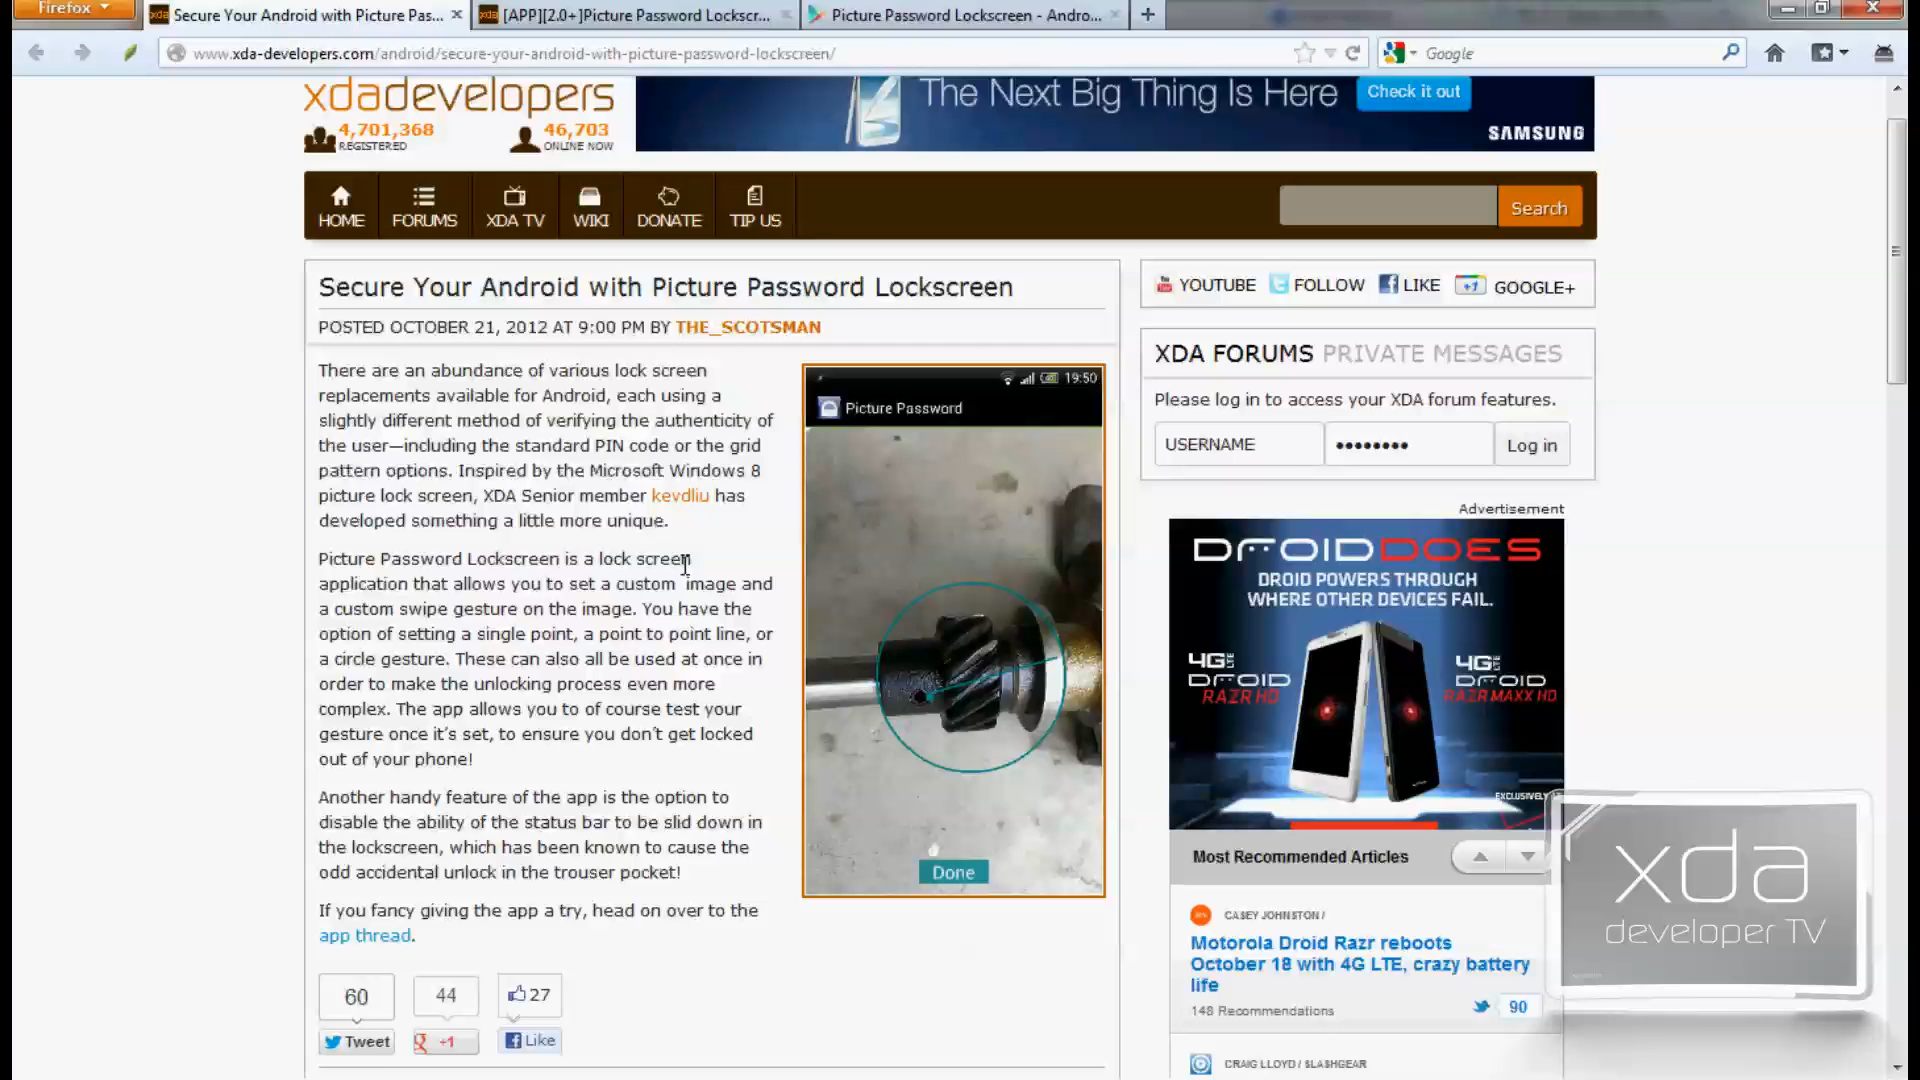 Firefox
Secure Your Android with Picture Pas...
[APP][2.0+]Picture Password Lockscr...
Picture Password Lockscreen - Andro...
www.xda-developers.com/android/secure-your-android-with-picture-password-lockscreen/
Google
xdadevelopers
4,701,368
REGISTERED
46,703
ONLINE NOW
The Next Big Thing Is Here
Check it out
SAMSUNG
HOME
FORUMS
XDA TV
WIKI
DONATE
TIP US
Search
Secure Your Android with Picture Password Lockscreen
POSTED OCTOBER 21, 2012 AT 9:00 PM BY THE_SCOTSMAN
There are an abundance of various lock screen
replacements available for Android, each using a
slightly different method of verifying the authenticity of
the user—including the standard PIN code or the grid
pattern options. Inspired by the Microsoft Windows 8
picture lock screen, XDA Senior member kevdliu has
developed something a little more unique.
Picture Password Lockscreen is a lock screen
application that allows you to set a custom image and
a custom swipe gesture on the image. You have the
option of setting a single point, a point to point line, or
a circle gesture. These can also all be used at once in
order to make the unlocking process even more
complex. The app allows you to of course test your
gesture once it's set, to ensure you don't get locked
out of your phone!
Another handy feature of the app is the option to
disable the ability of the status bar to be slid down in
the lockscreen, which has been known to cause the
odd accidental unlock in the trouser pocket!
If you fancy giving the app a try, head on over to the
app thread.
60
Tweet
44
+1
27
Like
19:50
Picture Password
Done
YOUTUBE
FOLLOW
LIKE
+1
GOOGLE+
XDA FORUMS PRIVATE MESSAGES
Please log in to access your XDA forum features.
USERNAME
••••••••
Log in
Advertisement
DROIDDOES
DROID POWERS THROUGH
WHERE OTHER DEVICES FAIL.
4G LTE
DROID
RAZR HD
4G LTE
DROID
RAZR MAXX HD
EXCLUSIVELY
Most Recommended Articles
CASEY JOHNSTON /
Motorola Droid Razr reboots
October 18 with 4G LTE, crazy battery
life
148 Recommendations
90
CRAIG LLOYD / SLASHGEAR
xda
developer TV